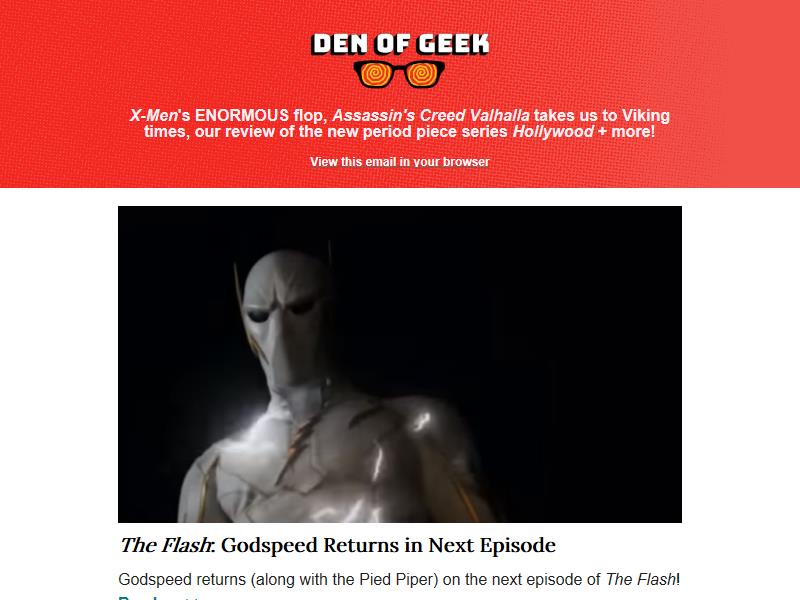 DEN OF GEEK
X-Men's ENORMOUS flop, Assassin's Creed Valhalla takes us to Viking
times, our review of the new period piece series Hollywood + more!
View this email in your browser
The Flash: Godspeed Returns in Next Episode
Godspeed returns (along with the Pied Piper) on the next episode of The Flash!